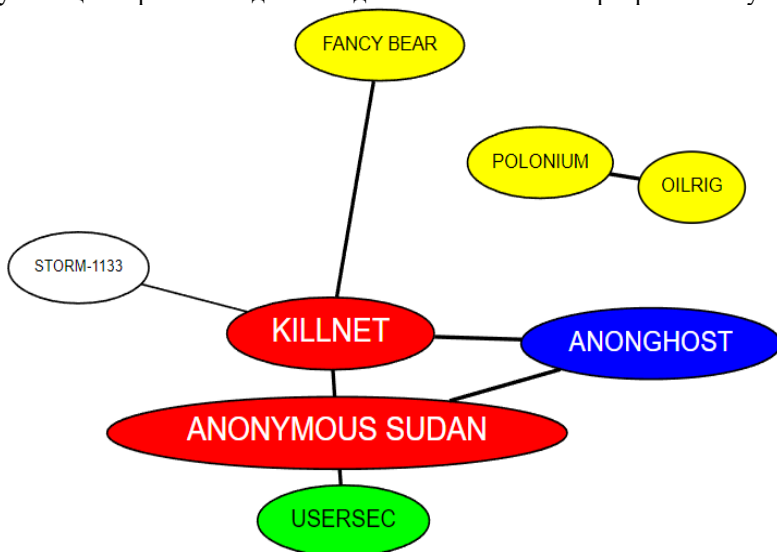 FANCY BEAR
POLONIUM
OILRIG
STORM-1133
KILLNET
ANONGHOST
ANONYMOUS SUDAN
USERSEC